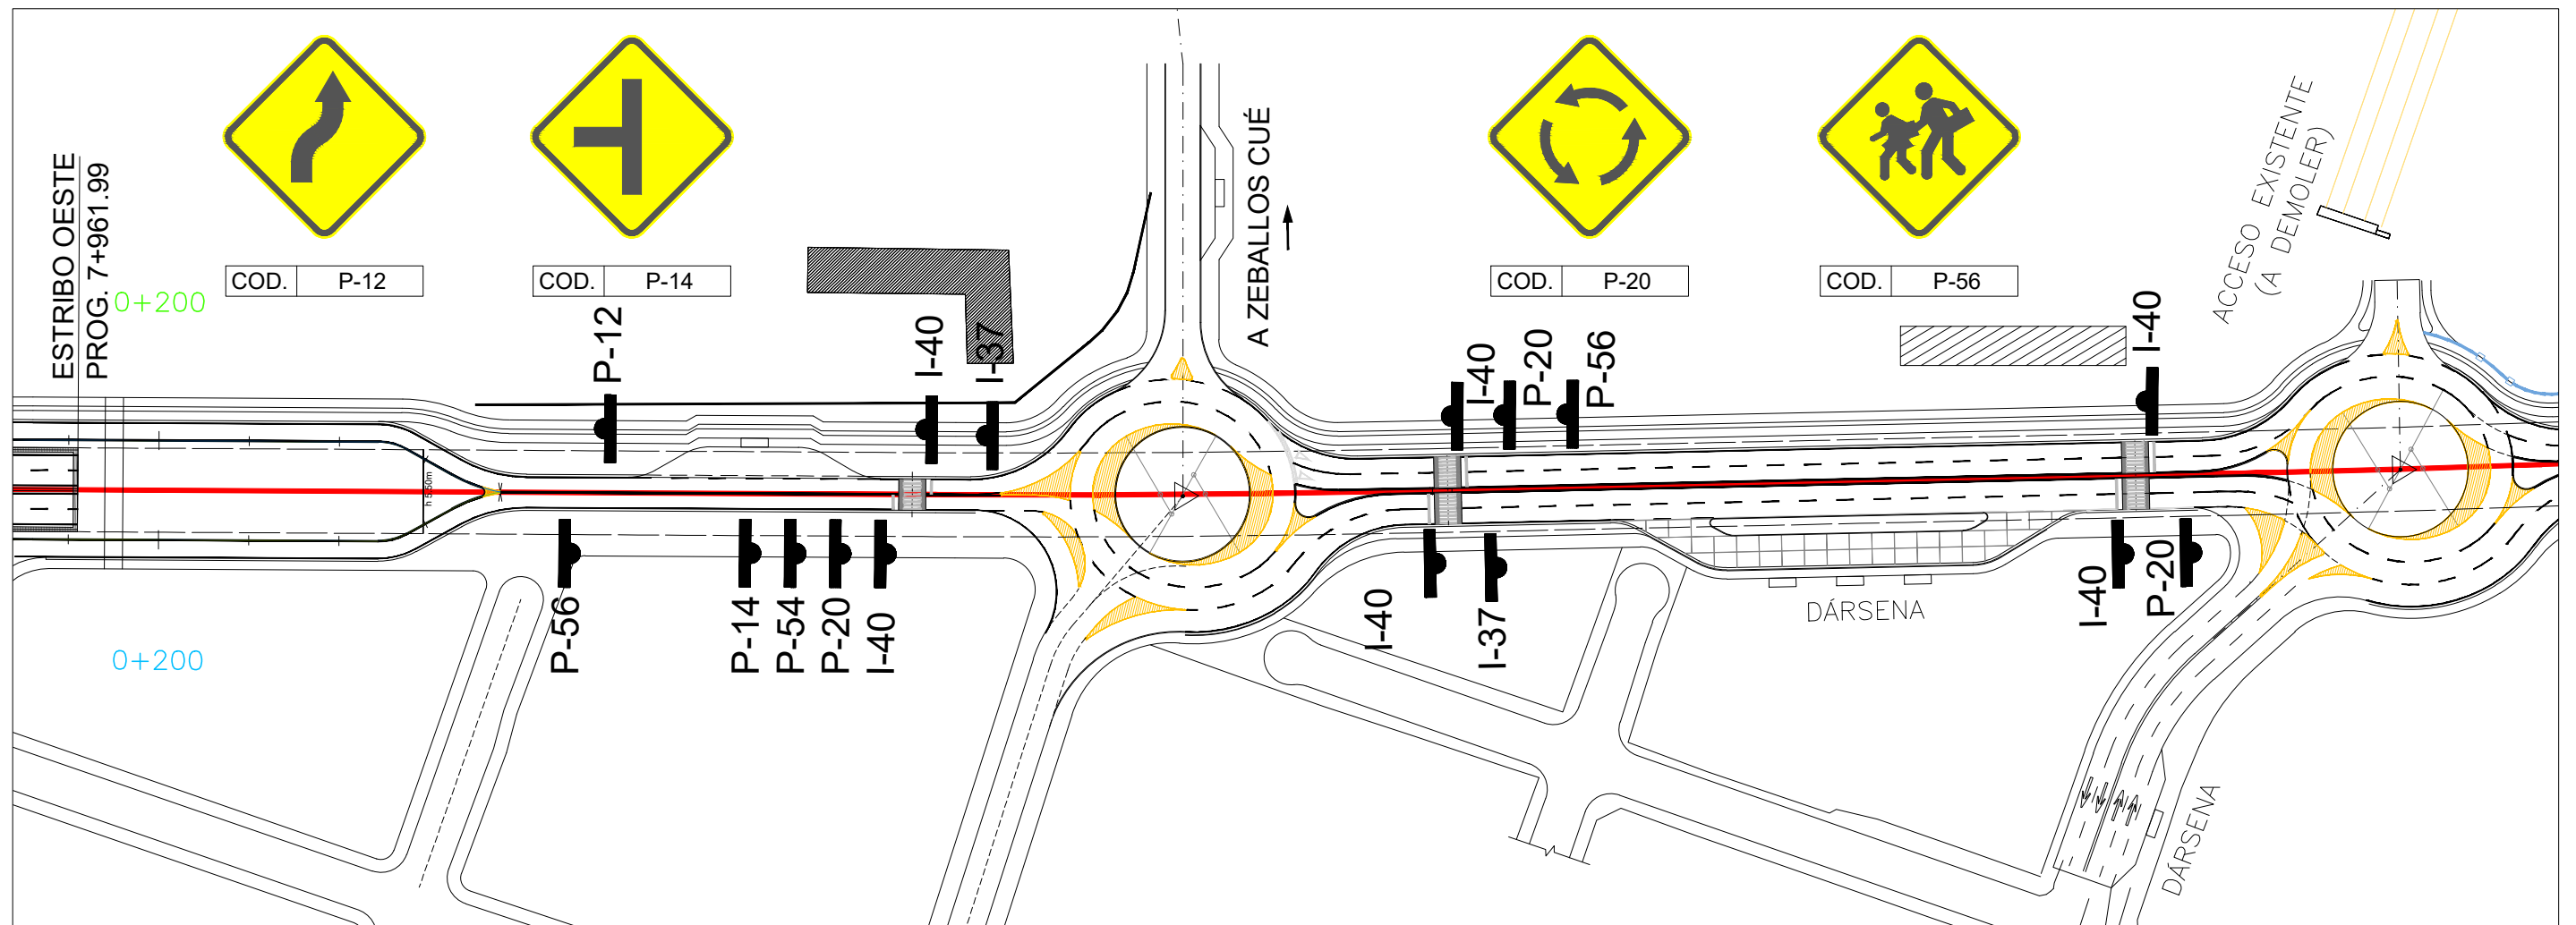 ESTRIBO OESTE
PROG. 7+961.99
0+200
0+200
COD. P-12
COD. P-14
COD. P-20
COD. P-56
A ZEBALLOS CUÉ
ACCESO EXISTENTE
(A DEMOLER)
P-12
I-40
I-37
I-40
P-20
P-56
I-40
P-56
P-14
P-54
P-20
I-40
I-40
I-37
I-40
P-20
DÁRSENA
DÁRSENA